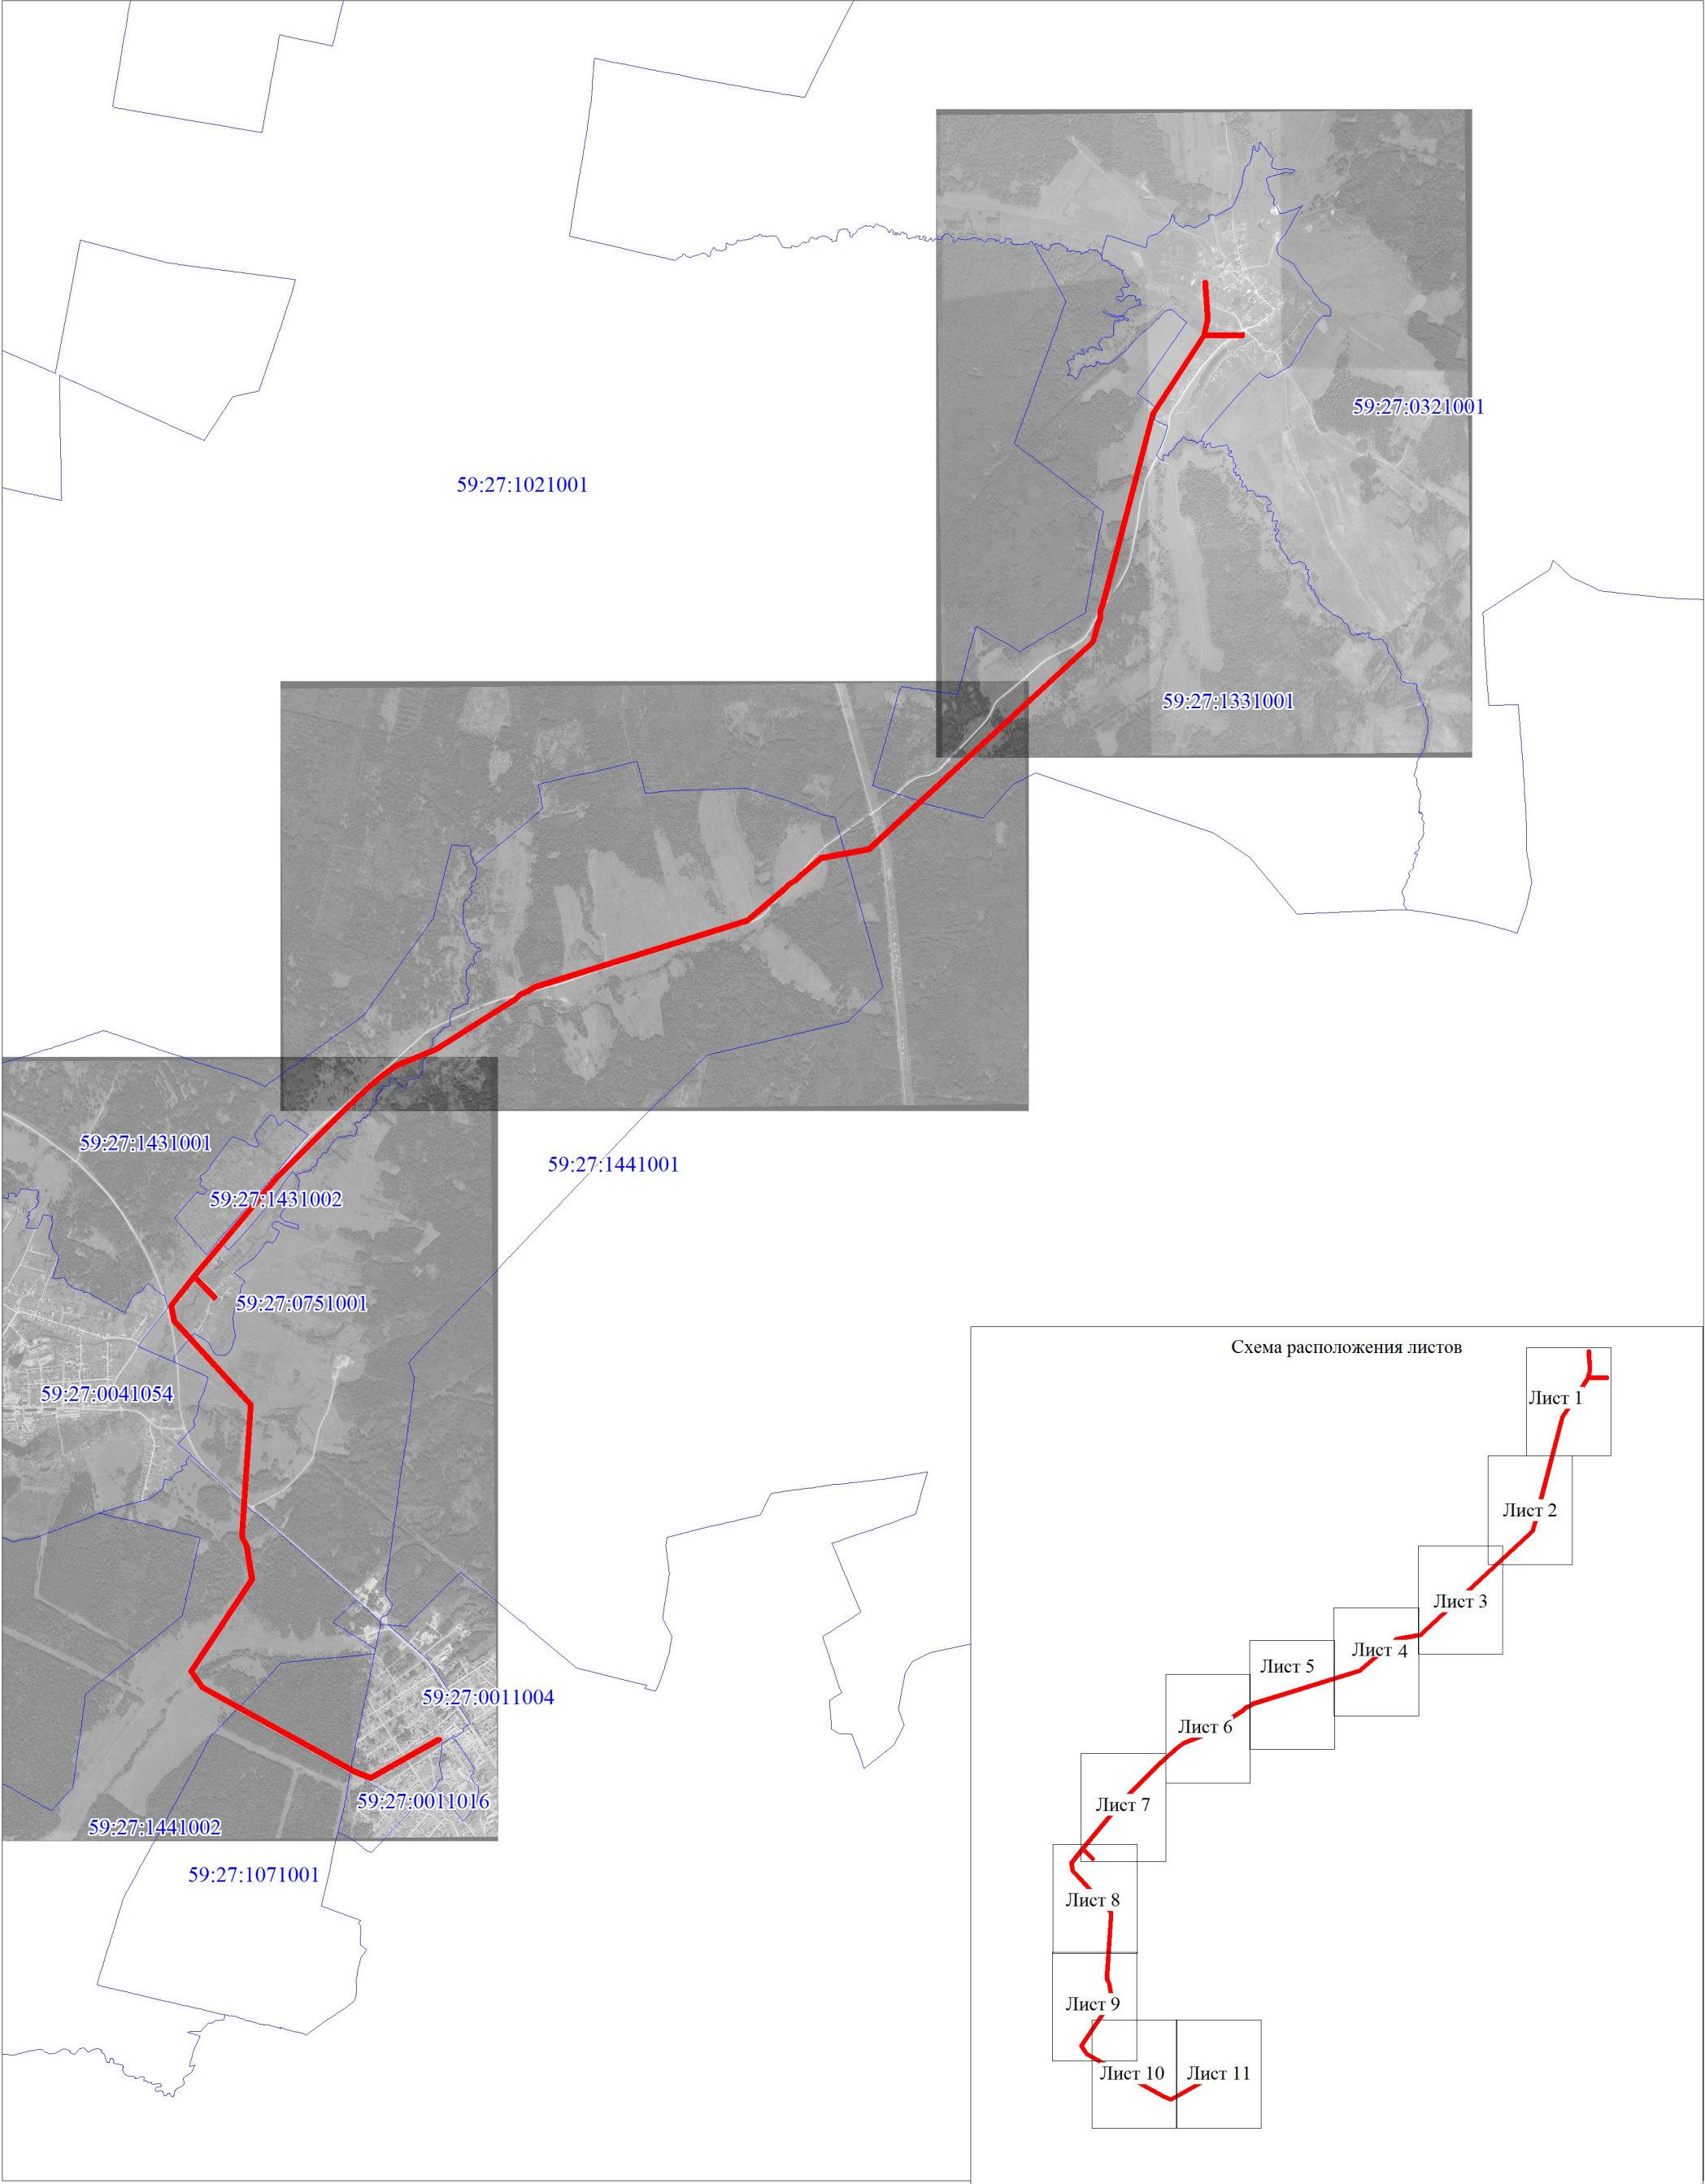 59:27:0321001
59:27:1021001
59:27:1331001
59:27:1431001
59:27:1441001
59:27:1431002
59:27:0751001
59:27:0041054
59:27:0011004
59:27:0011016
59:27:1441002
59:27:1071001
Схема расположения листов
Лист 1
Лист 2
Лист 3
Лист 4
Лист 5
Лист 6
Лист 7
Лист 8
Лист 9
Лист 10
Лист 11